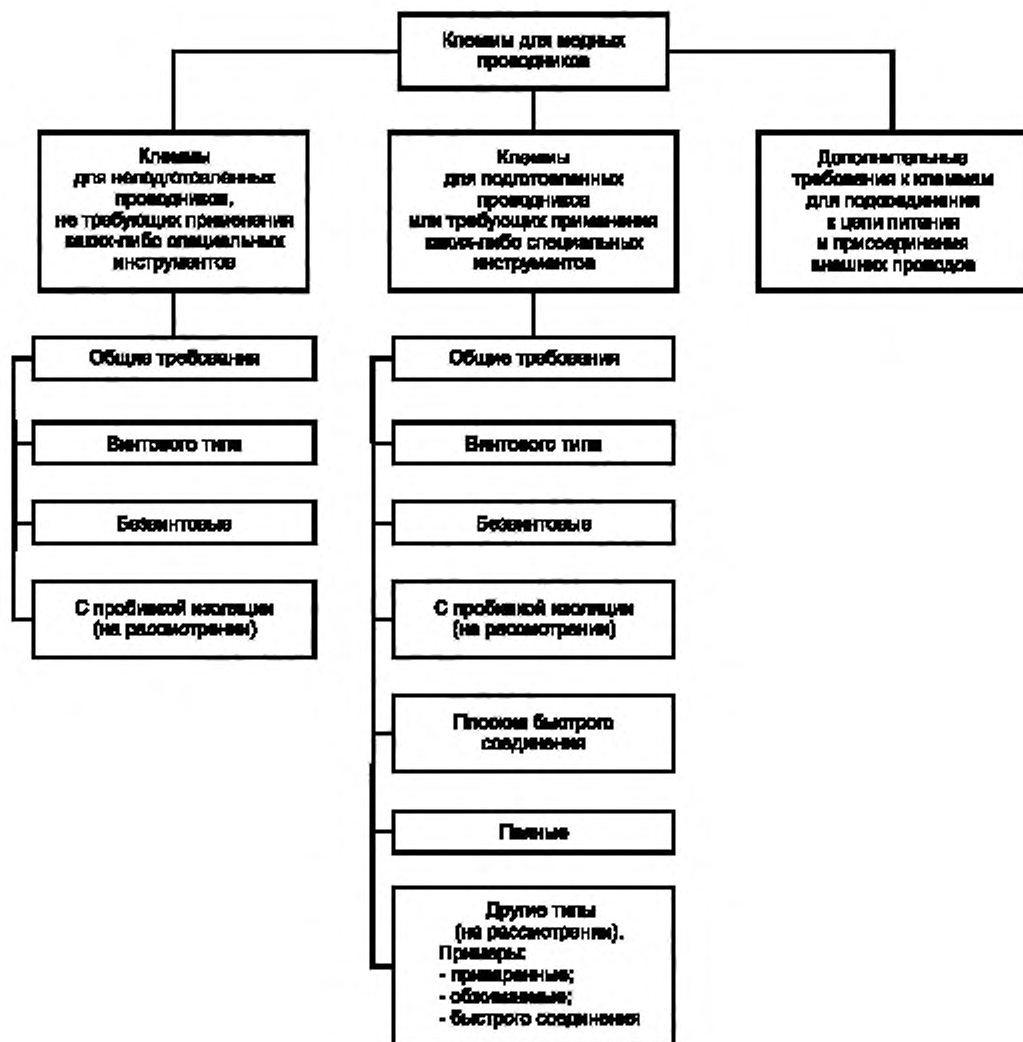 Клеммы для медных
проводников
Клеммы
для неподготовленных
проводников,
не требующих применения
каких-либо специальных
инструментов
Клеммы
для подготовленных
проводников
или требующих применения
каких-либо специальных
инструментов
Дополнительные
требования к клеммам
для подсоединения
к цепи питания
и присоединения
внешних проводов
Общие требования
Винтового типа
Безвинтовые
С пробивкой изоляции
(на рассмотрении)
Общие требования
Винтового типа
Безвинтовые
С пробивкой изоляции
(на рассмотрении)
Плоские быстрого
соединения
Паяные
Другие типы
(на рассмотрении).
Примеры:
- приваренные;
- обжимаемые;
- быстрого соединения